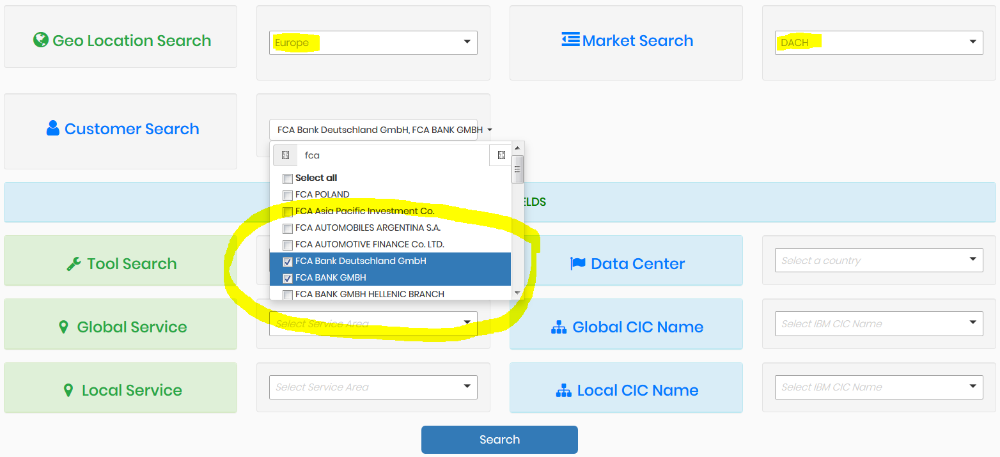 Geo Location Search
Europe
Market Search
DACH
Customer Search
FCA Bank Deutschland GmbH, FCA BANK GMBH
fca
Select all
FCA POLAND
FCA Asia Pacific Investment Co.
FCA AUTOMOBILES ARGENTINA S.A.
FCA AUTOMOTIVE FINANCE Co. LTD.
FCA Bank Deutschland GmbH
FCA BANK GMBH
FCA BANK GMBH HELLENIC BRANCH
ELDS
Tool Search
Data Center
Select a country
Global Service
Select Service Area
Global CIC Name
Select IBM CIC Name
Local Service
Select Service Area
Local CIC Name
Select IBM CIC Name
Search